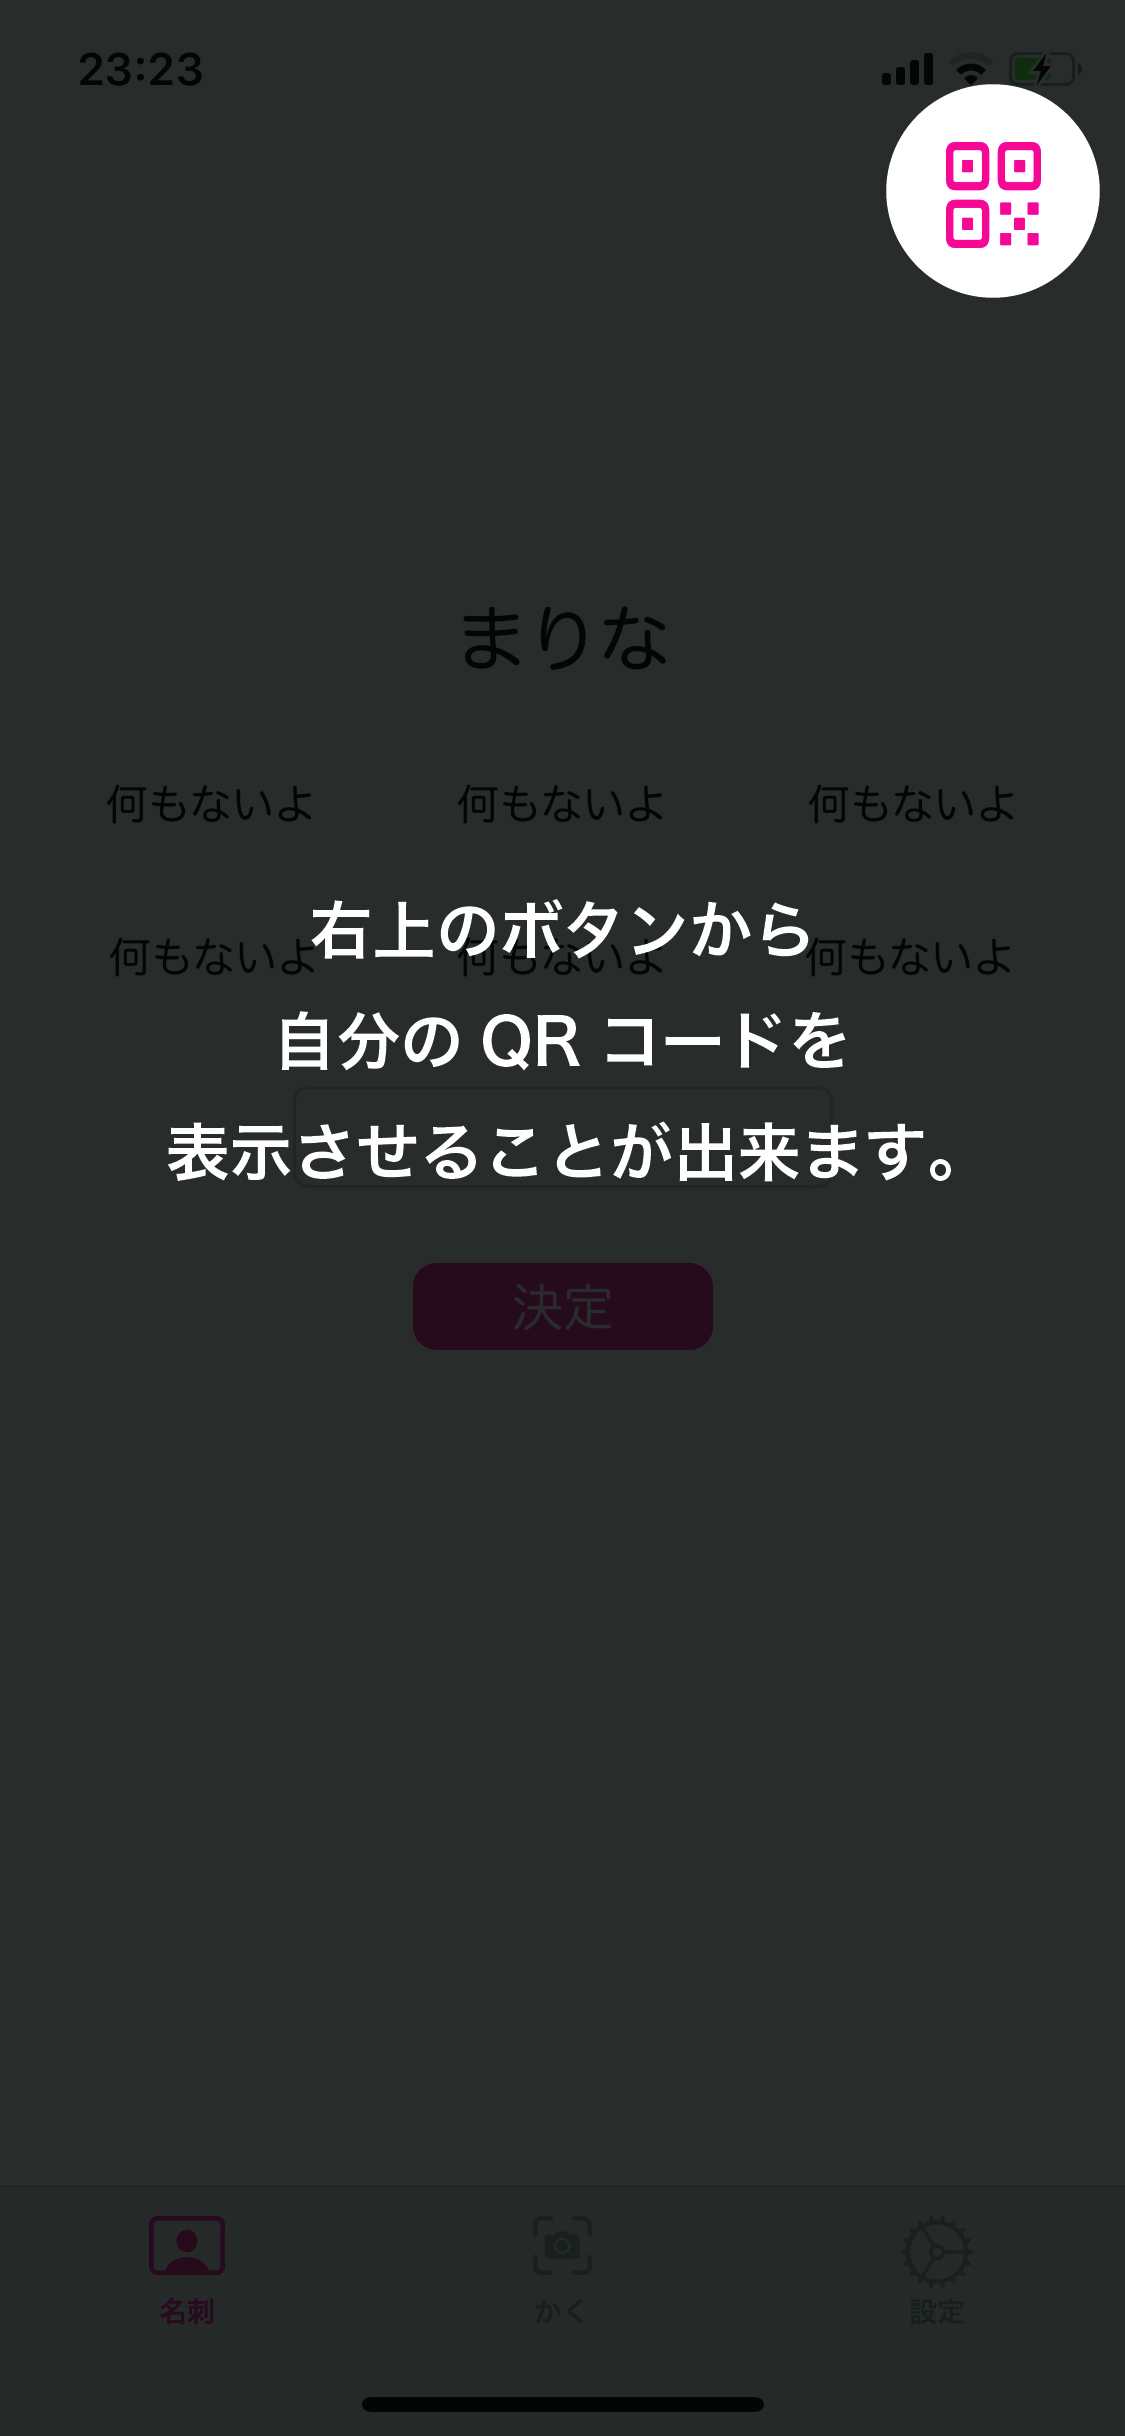 23:23
まりな
何もないよ 何もないよ 何もないよ
右上のボタンから
何もないよ 何もないよ 何もないよ
自分の QR コードを
表示させることが出来ます。
決定
名刺 かく 設定